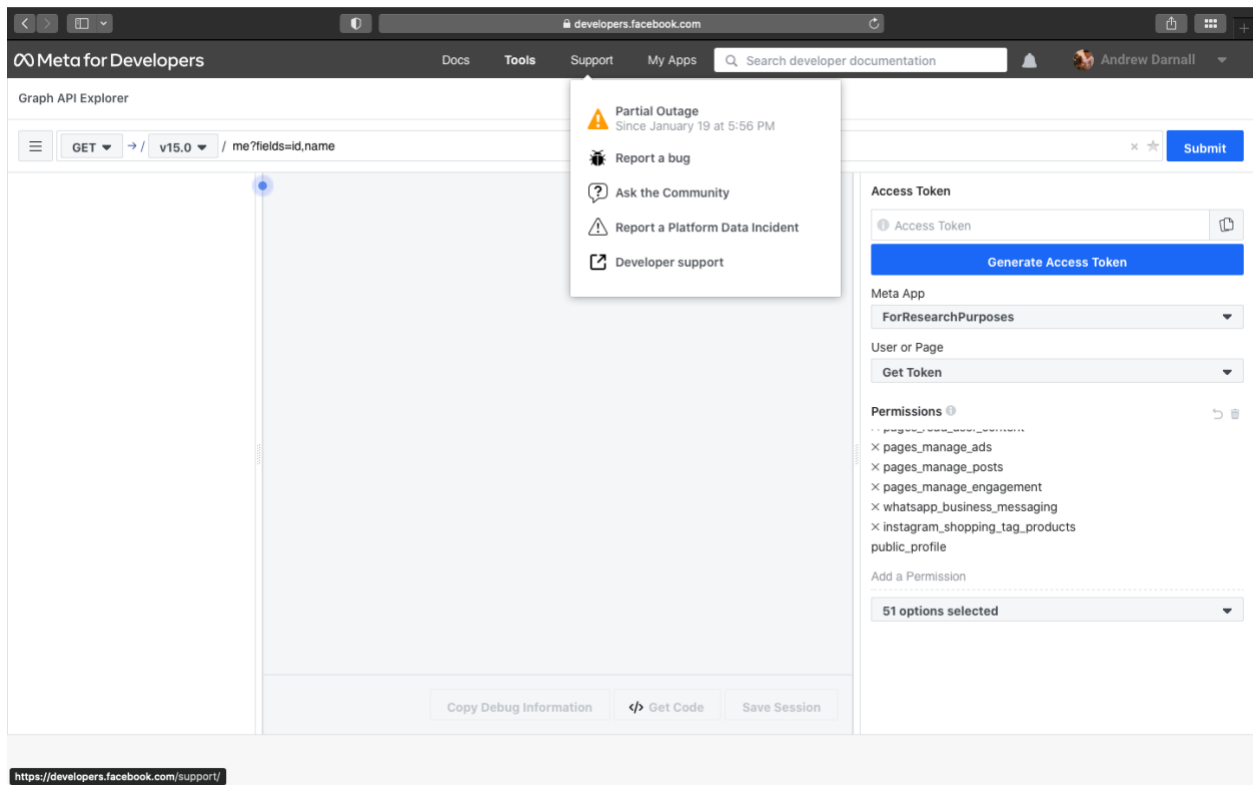 developers.facebook.com
Meta for Developers
Docs
Tools
Support
My Apps
Search developer documentation
Andrew Darnall
Graph API Explorer
Partial Outage
Since January 19 at 5:56 PM
Report a bug
Ask the Community
Report a Platform Data Incident
Developer support
GET → / v15.0 / me?fields=id,name
Submit
Access Token
Access Token
Generate Access Token
Meta App
ForResearchPurposes
User or Page
Get Token
Permissions
pages_read_user_content
× pages_manage_ads
× pages_manage_posts
× pages_manage_engagement
× whatsapp_business_messaging
× instagram_shopping_tag_products
public_profile
Add a Permission
51 options selected
Copy Debug Information
</> Get Code
Save Session
https://developers.facebook.com/support/